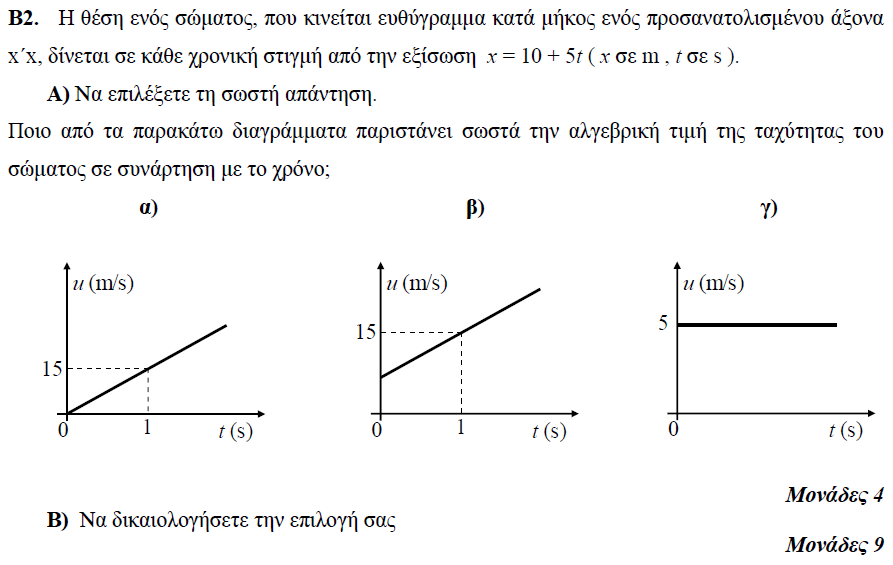 Β2. Η θέση ενός σώματος, που κινείται ευθύγραμμα κατά μήκος ενός προσανατολισμένου άξονα
x΄x, δίνεται σε κάθε χρονική στιγμή από την εξίσωση x = 10 + 5t ( x σε m , t σε s ).
Α) Να επιλέξετε τη σωστή απάντηση.
Ποιο από τα παρακάτω διαγράμματα παριστάνει σωστά την αλγεβρική τιμή της ταχύτητας του
σώματος σε συνάρτηση με το χρόνο;
α) β) γ)
u (m/s) u (m/s) u (m/s)
15 15 5
0 1 t (s) 0 1 t (s) 0 t (s)
Μονάδες 4
Β) Να δικαιολογήσετε την επιλογή σας
Μονάδες 9